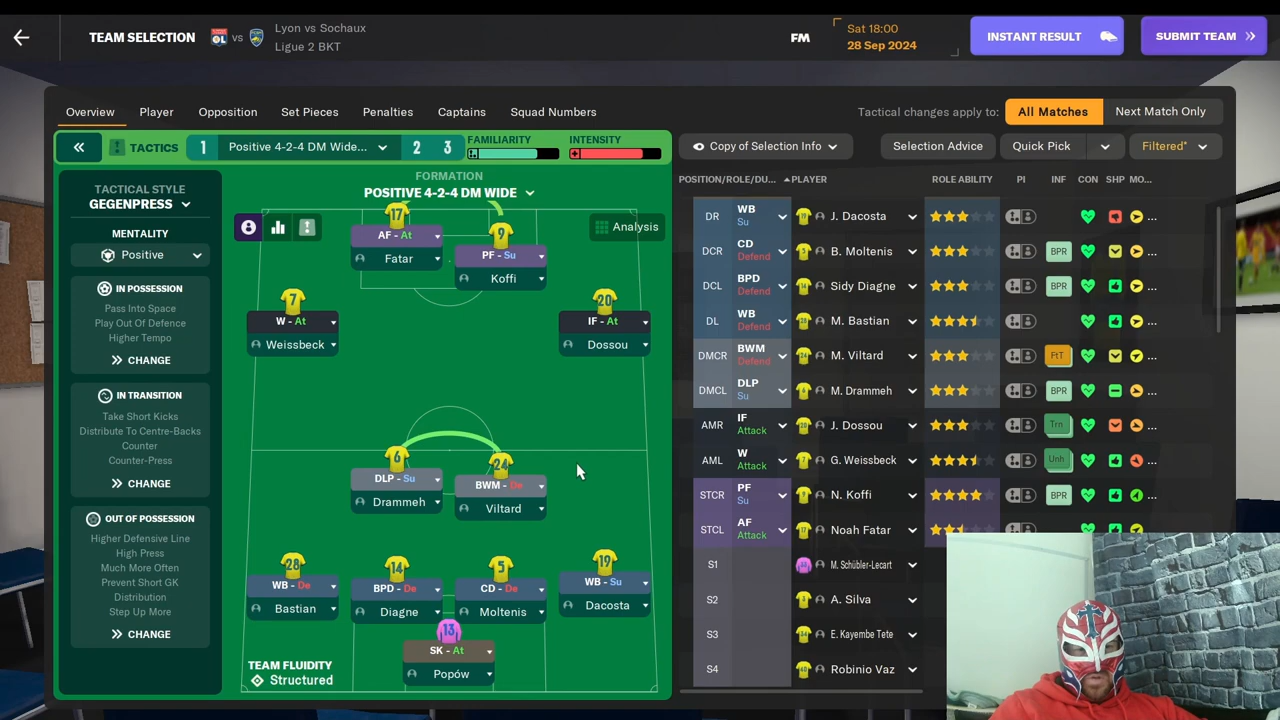 TEAM SELECTION
vs
Lyon vs Sochaux
Ligue 2 BKT
FM
Sat 18:00
28 Sep 2024
INSTANT RESULT
SUBMIT TEAM
Overview
Player
Opposition
Set Pieces
Penalties
Captains
Squad Numbers
Tactical changes apply to:
All Matches
Next Match Only
TACTICS
1
Positive 4-2-4 DM Wide...
2
3
FAMILIARITY
INTENSITY
Copy of Selection Info
Selection Advice
Quick Pick
Filtered*
TACTICAL STYLE
GEGENPRESS
MENTALITY
Positive
IN POSSESSION
Pass Into Space
Play Out Of Defence
Higher Tempo
CHANGE
IN TRANSITION
Take Short Kicks
Distribute To Centre-Backs
Counter
Counter-Press
CHANGE
OUT OF POSSESSION
Higher Defensive Line
High Press
Much More Often
Prevent Short GK
Distribution
Step Up More
CHANGE
FORMATION
POSITIVE 4-2-4 DM WIDE
Analysis
17
AF - At
Fatar
9
PF - Su
Koffi
7
W - At
Weissbeck
20
IF - At
Dossou
6
DLP - Su
Drammeh
24
BWM - De
Viltard
28
WB - De
Bastian
14
BPD - De
Diagne
5
CD - De
Moltenis
19
WB - Su
Dacosta
13
SK - At
Popów
TEAM FLUIDITY
Structured
POSITION/ROLE/DU... PLAYER ROLE ABILITY PI INF CON SHP MO...
DR WB Su J. Dacosta ...
DCR CD Defend B. Moltenis BPR ...
DCL BPD Defend Sidy Diagne BPR ...
DL WB Defend M. Bastian ...
DMCR BWM Defend M. Viltard FtT ...
DMCL DLP Su M. Drammeh BPR ...
AMR IF Attack J. Dossou Trn ...
AML W Attack G. Weissbeck Unh ...
STCR PF Su N. Koffi BPR ...
STCL AF Attack Noah Fatar ...
S1 M. Schübler-Lecart
S2 A. Silva
S3 E. Kayembe Tete
S4 Robinio Vaz